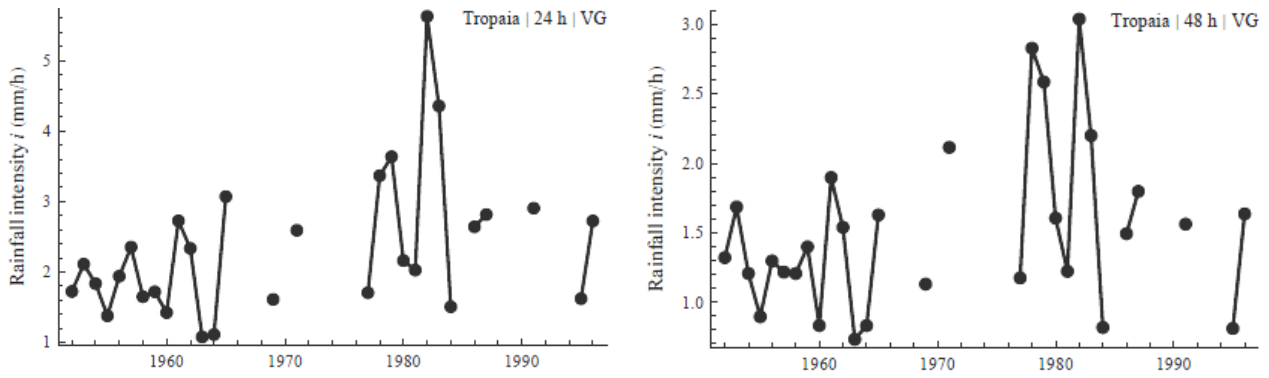 Tropaia | 24 h | VG
Rainfall intensity i (mm/h)
5
4
3
2
1
1960 1970 1980 1990
Tropaia | 48 h | VG
Rainfall intensity i (mm/h)
3.0
2.5
2.0
1.5
1.0
1960 1970 1980 1990